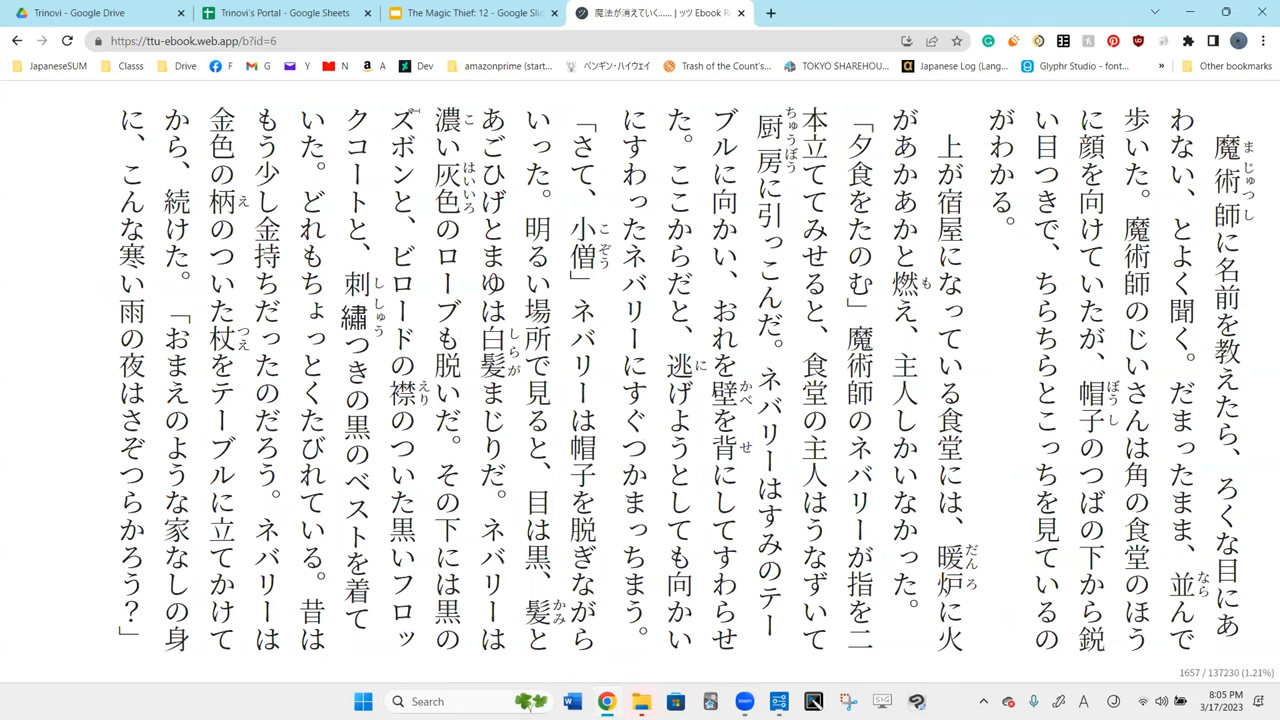 Trinovi - Google Drive
Trinovi's Portal - Google Sheets
The Magic Thief: 12 - Google Slic
魔法が消えていく...... | ッツ Ebook R
https://ttu-ebook.web.app/b?id=6
JapaneseSUM
Classs
Drive
F
G
Y
N
A
Dev
amazonprime (start...
ペンギン・ハイウェイ
Trash of the Count's...
TOKYO SHAREHOU...
Japanese Log (Lang...
Glyphr Studio - font...
Other bookmarks
魔術師に名前を教えたら、ろくな目にあ
わない、とよく聞く。だまったまま、並んで
歩いた。魔術師のじいさんは角の食堂のほう
に顔を向けていたが、帽子のつばの下から鋭
い目つきで、ちらちらとこっちを見ているの
がわかる。
上が宿屋になっている食堂には、暖炉に火
があかあかと燃え、主人しかいなかった。
「夕食をたのむ」魔術師のネバリーが指を二
本立ててみせると、食堂の主人はうなずいて
厨房に引っこんだ。ネバリーはすみのテー
ブルに向かい、おれを壁を背にしてすわらせ
た。ここからだと、逃げようとしても向かい
にすわったネバリーにすぐつかまっちまう。
「さて、小僧」ネバリーは帽子を脱ぎながら
いった。明るい場所で見ると、目は黒、髪と
あごひげとまゆは白髪まじりだ。ネバリーは
濃い灰色のローブも脱いだ。その下には黒の
ズボンと、ビロードの襟のついた黒いフロッ
クコートと、刺繡つきの黒のベストを着て
いた。どれもちょっとくたびれている。昔は
もう少し金持ちだったのだろう。ネバリーは
金色の柄のついた杖をテーブルに立てかけて
から、続けた。「おまえのような家なしの身
に、こんな寒い雨の夜はさぞつらかろう？」
1657 / 137230 (1.21%)
Search
8:05 PM
3/17/2023